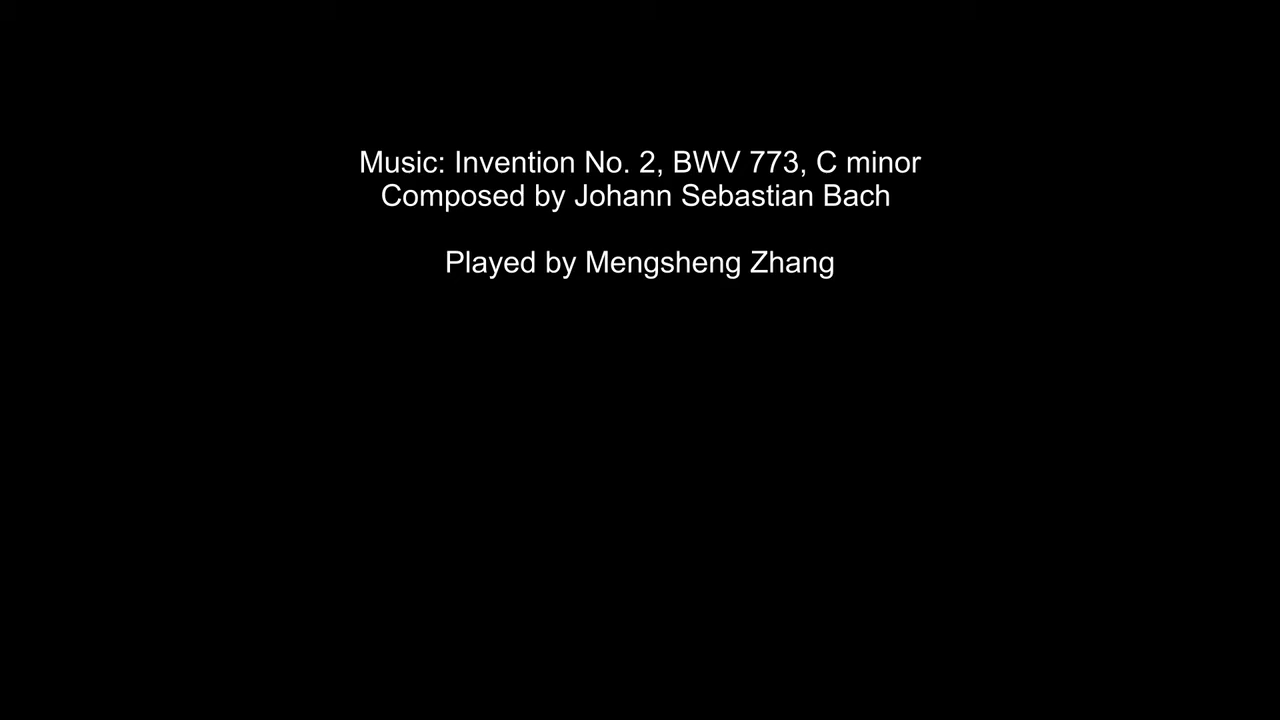 Music: Invention No. 2, BWV 773, C minor
Composed by Johann Sebastian Bach
Played by Mengsheng Zhang